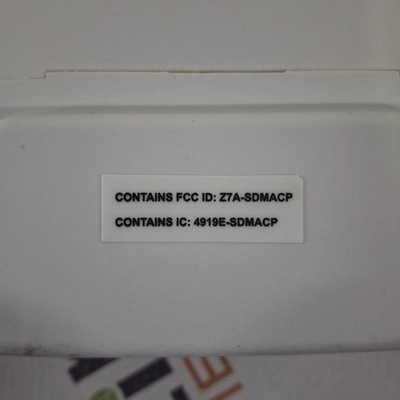 CONTAINS FCC ID: Z7A-SDMACP
CONTAINS IC: 4919E-SDMACP